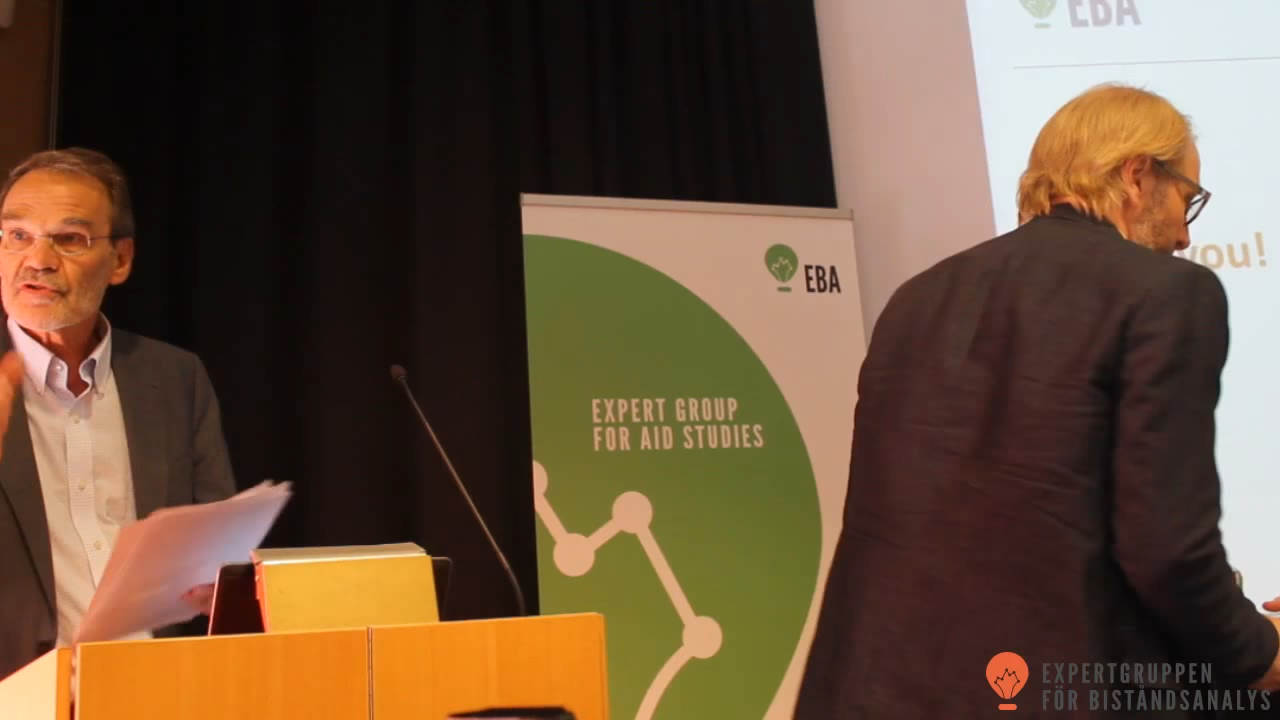 EBA
you!
EBA
EXPERT GROUP
FOR AID STUDIES
EXPERTGRUPPEN
FÖR BISTÅNDSANALYS